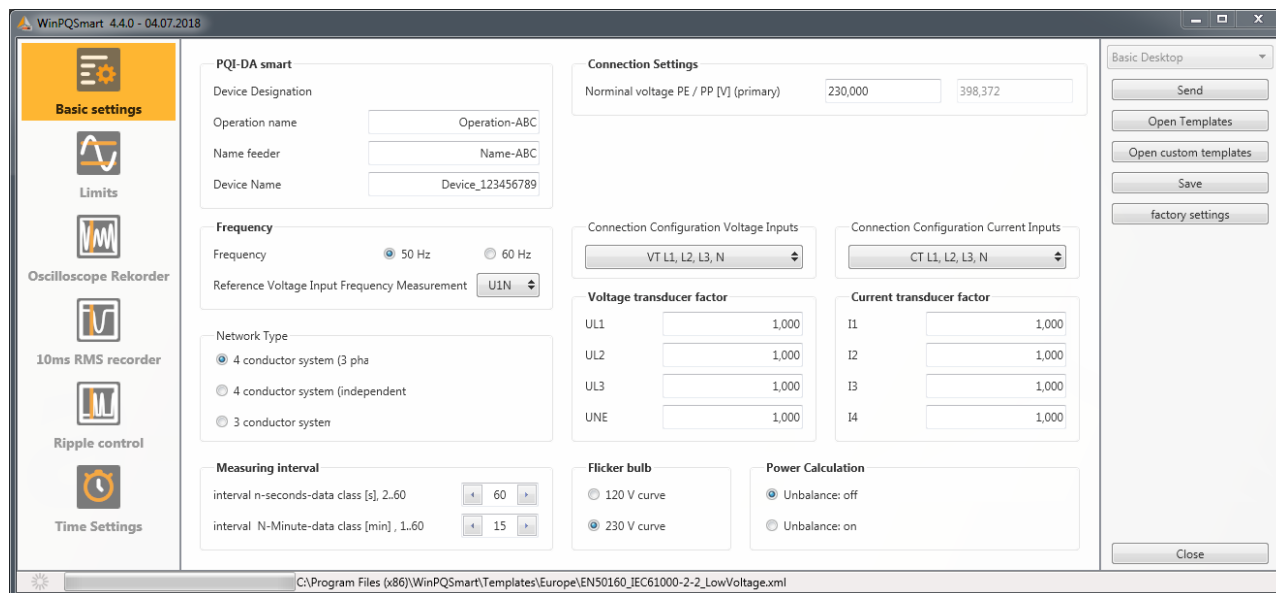 WinPQSmart 4.4.0 - 04.07.2018
Basic settings
Limits
Oscilloscope Rekorder
10ms RMS recorder
Ripple control
Time Settings
PQI-DA smart
Device Designation
Operation name Operation-ABC
Name feeder Name-ABC
Device Name Device_123456789
Connection Settings
Norminal voltage PE / PP [V] (primary) 230,000 398,372
Frequency
Frequency 50 Hz 60 Hz
Reference Voltage Input Frequency Measurement U1N
Connection Configuration Voltage Inputs
VT L1, L2, L3, N
Connection Configuration Current Inputs
CT L1, L2, L3, N
Network Type
4 conductor system (3 pha
4 conductor system (independent
3 conductor system
Voltage transducer factor
UL1 1,000
UL2 1,000
UL3 1,000
UNE 1,000
Current transducer factor
I1 1,000
I2 1,000
I3 1,000
I4 1,000
Measuring interval
interval n-seconds-data class [s], 2..60 60
interval N-Minute-data class [min] , 1..60 15
Flicker bulb
120 V curve
230 V curve
Power Calculation
Unbalance: off
Unbalance: on
Basic Desktop
Send
Open Templates
Open custom templates
Save
factory settings
Close
C:\Program Files (x86)\WinPQSmart\Templates\Europe\EN50160_IEC61000-2-2_LowVoltage.xml